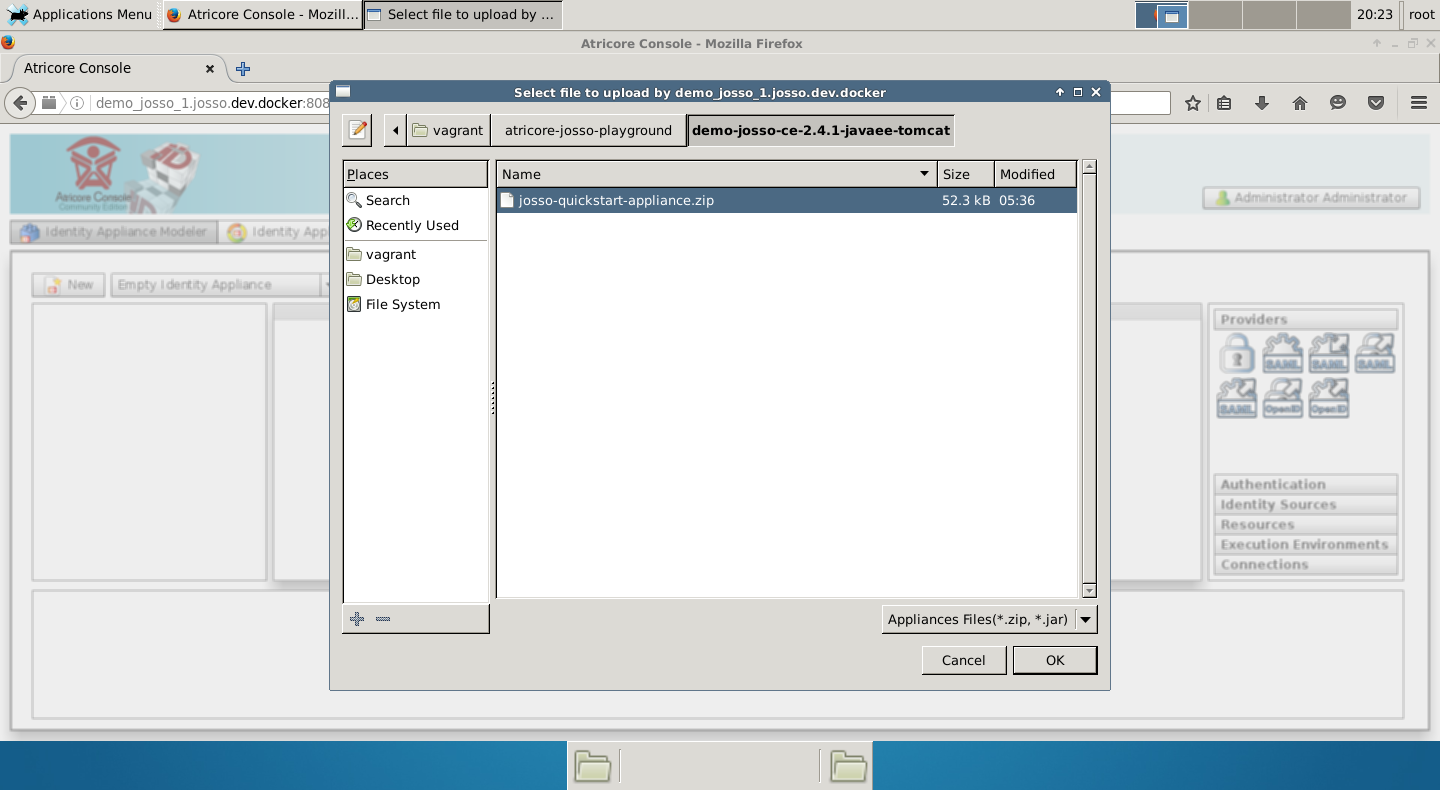 Applications Menu
Atricore Console - Mozill...
Select file to upload by ...
20:23
root
Atricore Console - Mozilla Firefox
Atricore Console
demo_josso_1.josso.dev.docker:808
Select file to upload by demo_josso_1.josso.dev.docker
vagrant
atricore-josso-playground
demo-josso-ce-2.4.1-javaee-tomcat
Places
Name
Size
Modified
Search
josso-quickstart-appliance.zip
52.3 kB
05:36
Recently Used
vagrant
Desktop
File System
Appliances Files(*.zip, *.jar)
Cancel
OK
Atricore Console
Community Edition
Administrator Administrator
Identity Appliance Modeler
Identity App
New
Empty Identity Appliance
Providers
SAML
SAML
SAML
SAML
OpenID
OpenID
Authentication
Identity Sources
Resources
Execution Environments
Connections